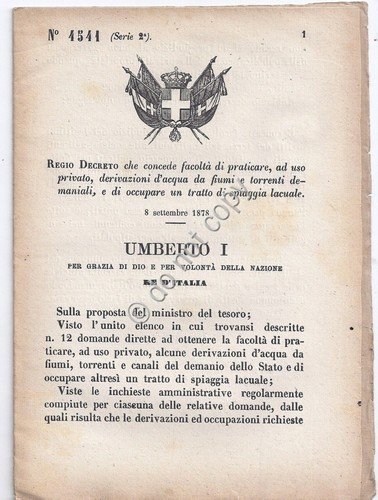 N° 4541 (Serie 2ª). 1
REGIO DECRETO che concede facoltà di praticare, ad uso
privato, derivazioni d'acqua da fiumi e torrenti de-
maniali, e di occupare un tratto di spiaggia lacuale.
8 settembre 1878
UMBERTO I
PER GRAZIA DI DIO E PER VOLONTÀ DELLA NAZIONE
RE D'ITALIA
Sulla proposta del ministro del tesoro;
Visto l'unito elenco in cui trovansi descritte
n. 12 domande dirette ad ottenere la facoltà di pra-
ticare, ad uso privato, alcune derivazioni d'acqua da
fiumi, torrenti e canali del demanio dello Stato e di
occupare altresì un tratto di spiaggia lacuale;
Viste le inchieste amministrative regolarmente
compiute per ciascuna delle relative domande, dalle
quali risulta che le derivazioni ed occupazioni richieste